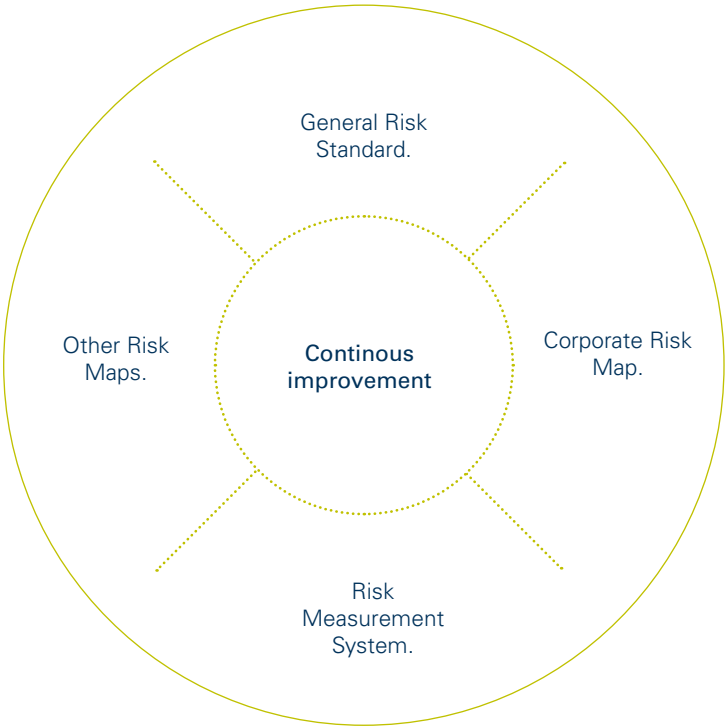 General Risk
Standard.
Other Risk
Maps.
Continous
improvement
Corporate Risk
Map.
Risk
Measurement
System.